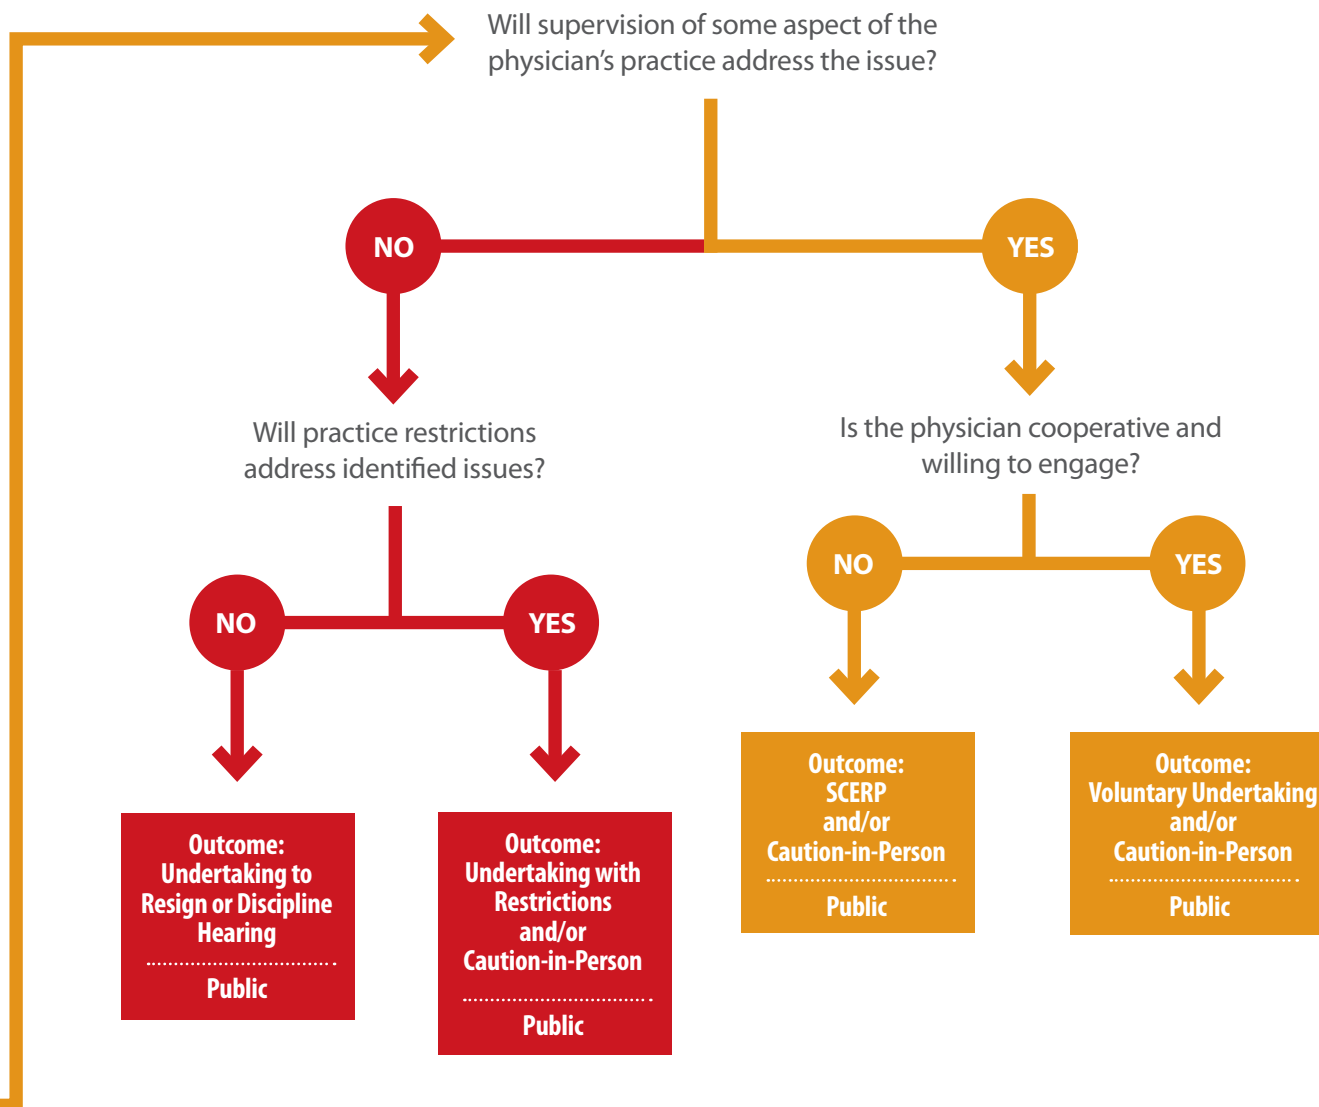 Will supervision of some aspect of the
physician’s practice address the issue?
NO
YES
Will practice restrictions
address identified issues?
Is the physician cooperative and
willing to engage?
NO
YES
NO
YES
Outcome:
Undertaking to
Resign or Discipline
Hearing
Public
Outcome:
Undertaking with
Restrictions
and/or
Caution-in-Person
Public
Outcome:
SCERP
and/or
Caution-in-Person
Public
Outcome:
Voluntary Undertaking
and/or
Caution-in-Person
Public